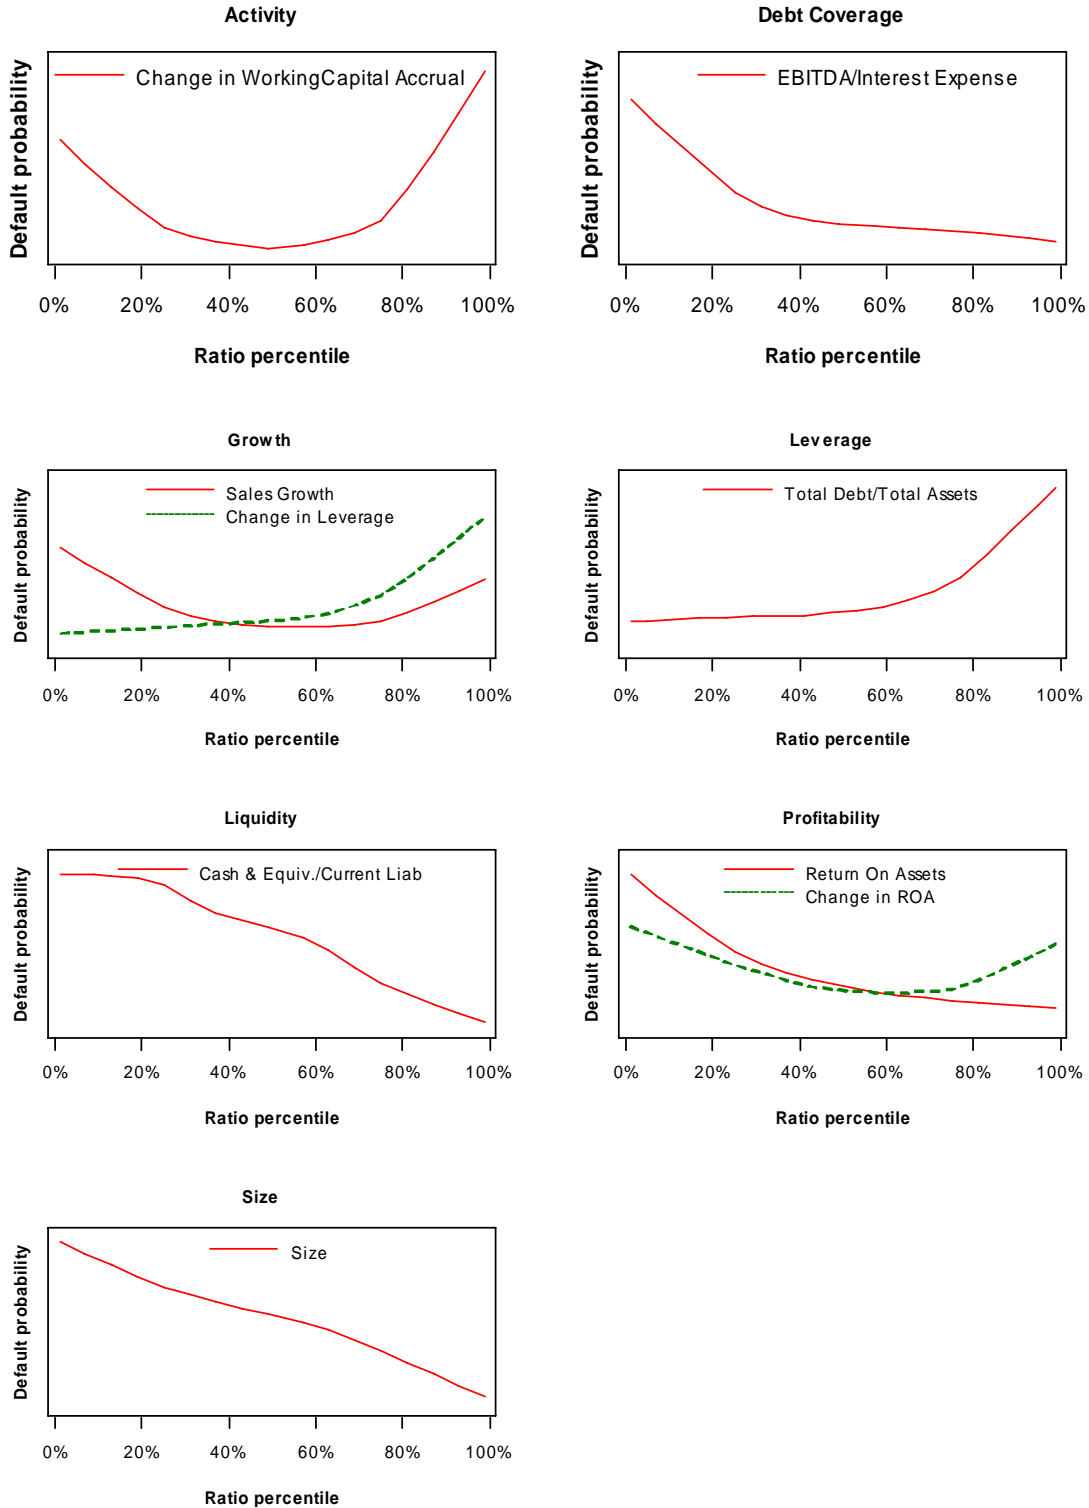 Activity
Default probability
Change in WorkingCapital Accrual
0% 20% 40% 60% 80% 100%
Ratio percentile
Debt Coverage
Default probability
EBITDA/Interest Expense
0% 20% 40% 60% 80% 100%
Ratio percentile
Growth
Default probability
Sales Growth
Change in Leverage
0% 20% 40% 60% 80% 100%
Ratio percentile
Leverage
Default probability
Total Debt/Total Assets
0% 20% 40% 60% 80% 100%
Ratio percentile
Liquidity
Default probability
Cash & Equiv./Current Liab
0% 20% 40% 60% 80% 100%
Ratio percentile
Profitability
Default probability
Return On Assets
Change in ROA
0% 20% 40% 60% 80% 100%
Ratio percentile
Size
Default probability
Size
0% 20% 40% 60% 80% 100%
Ratio percentile